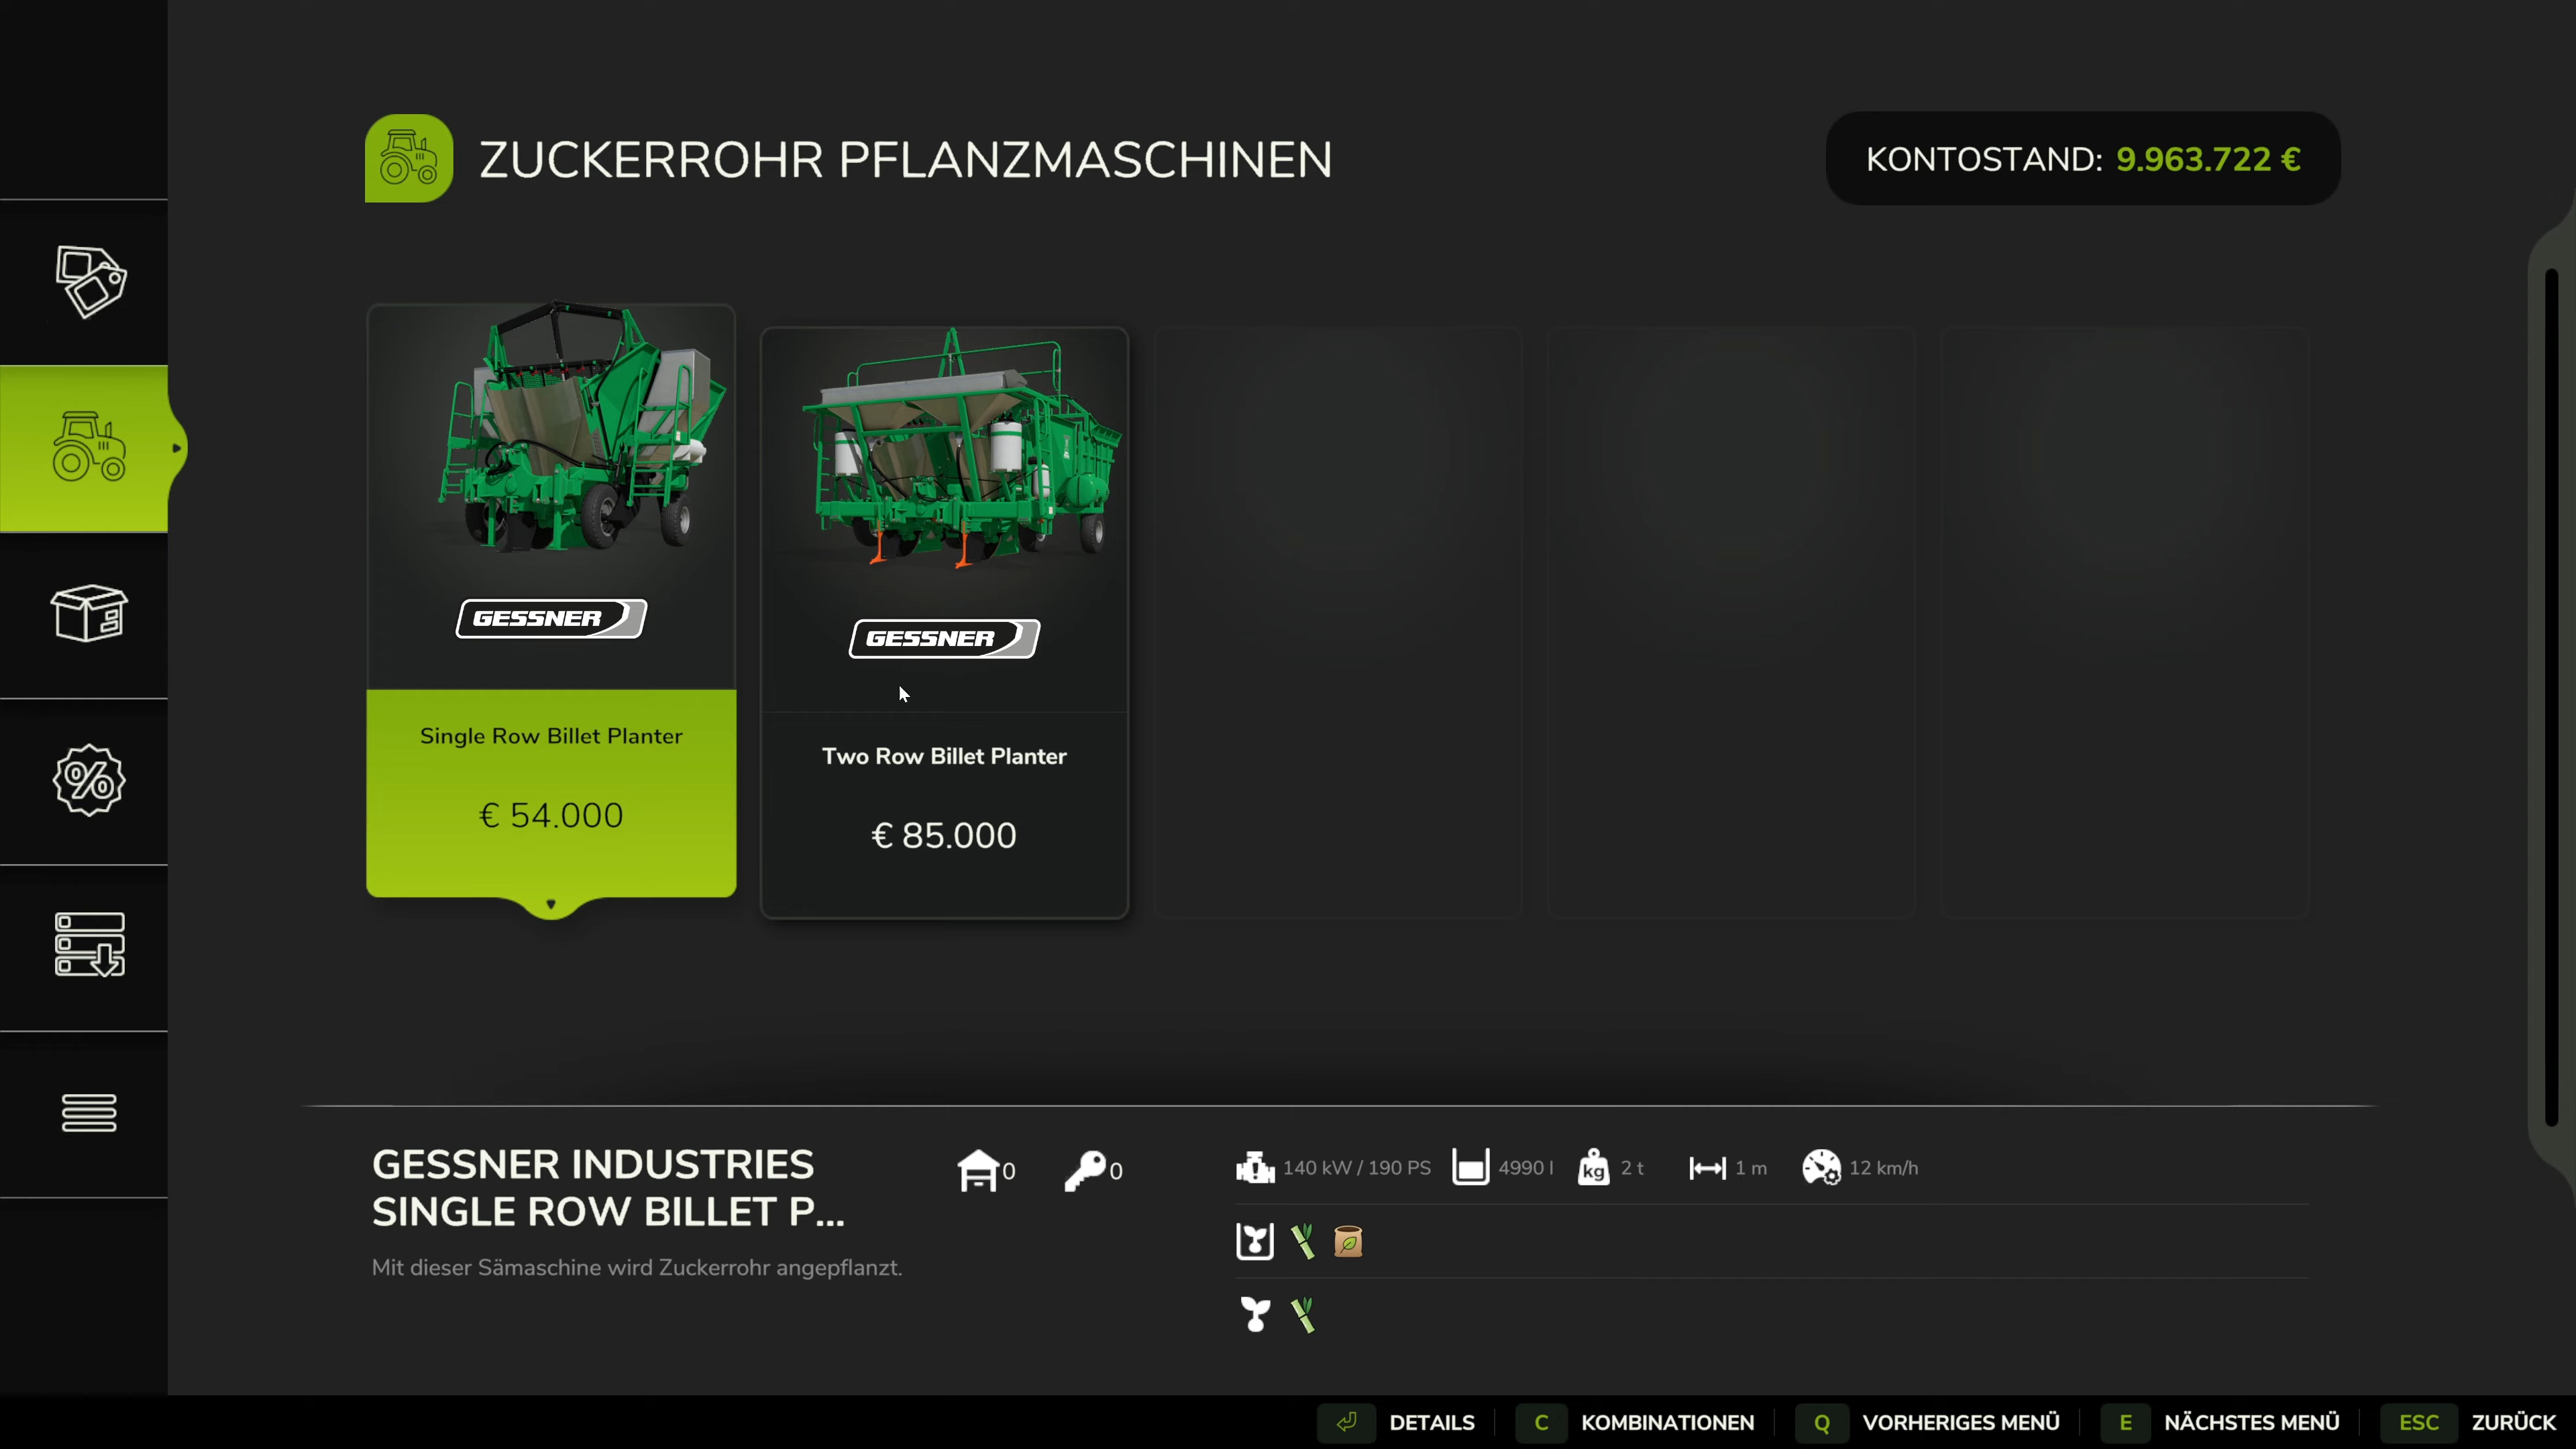 ZUCKERROHR PFLANZMASCHINEN
KONTOSTAND: 9.963.722 €
GESSNER
Single Row Billet Planter
€ 54.000
GESSNER
Two Row Billet Planter
€ 85.000
GESSNER INDUSTRIES
SINGLE ROW BILLET P...
Mit dieser Sämaschine wird Zuckerrohr angepflanzt.
0
0
140 kW / 190 PS
4990 l
kg 2 t
1 m
12 km/h
DETAILS
C KOMBINATIONEN
Q VORHERIGES MENÜ
E NÄCHSTES MENÜ
ESC ZURÜCK